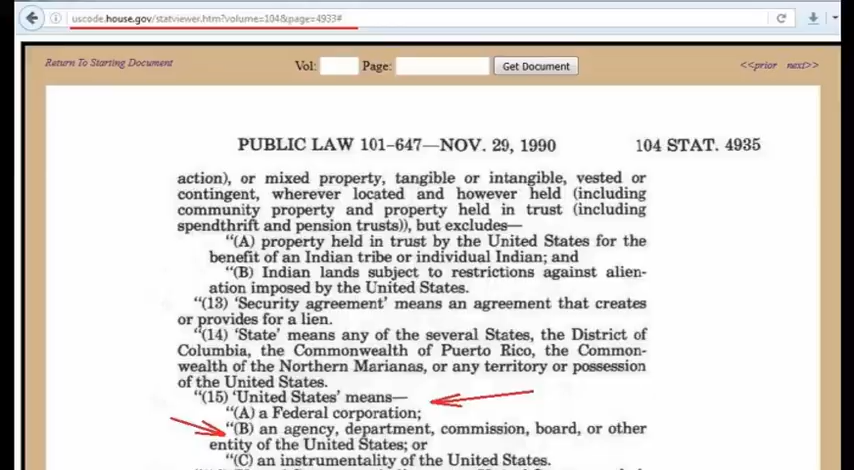 uscode.house.gov/statviewer.htm?volume=104&page=4933#
Return To Starting Document
Vol:
Page:
Get Document
<<prior next>>
PUBLIC LAW 101–647—NOV. 29, 1990
104 STAT. 4935
action), or mixed property, tangible or intangible, vested or
contingent, wherever located and however held (including
community property and property held in trust (including
spendthrift and pension trusts)), but excludes—
“(A) property held in trust by the United States for the
benefit of an Indian tribe or individual Indian; and
“(B) Indian lands subject to restrictions against alien-
ation imposed by the United States.
“(13) ‘Security agreement’ means an agreement that creates
or provides for a lien.
“(14) ‘State’ means any of the several States, the District of
Columbia, the Commonwealth of Puerto Rico, the Common-
wealth of the Northern Marianas, or any territory or possession
of the United States.
“(15) ‘United States’ means—
“(A) a Federal corporation;
“(B) an agency, department, commission, board, or other
entity of the United States; or
“(C) an instrumentality of the United States.